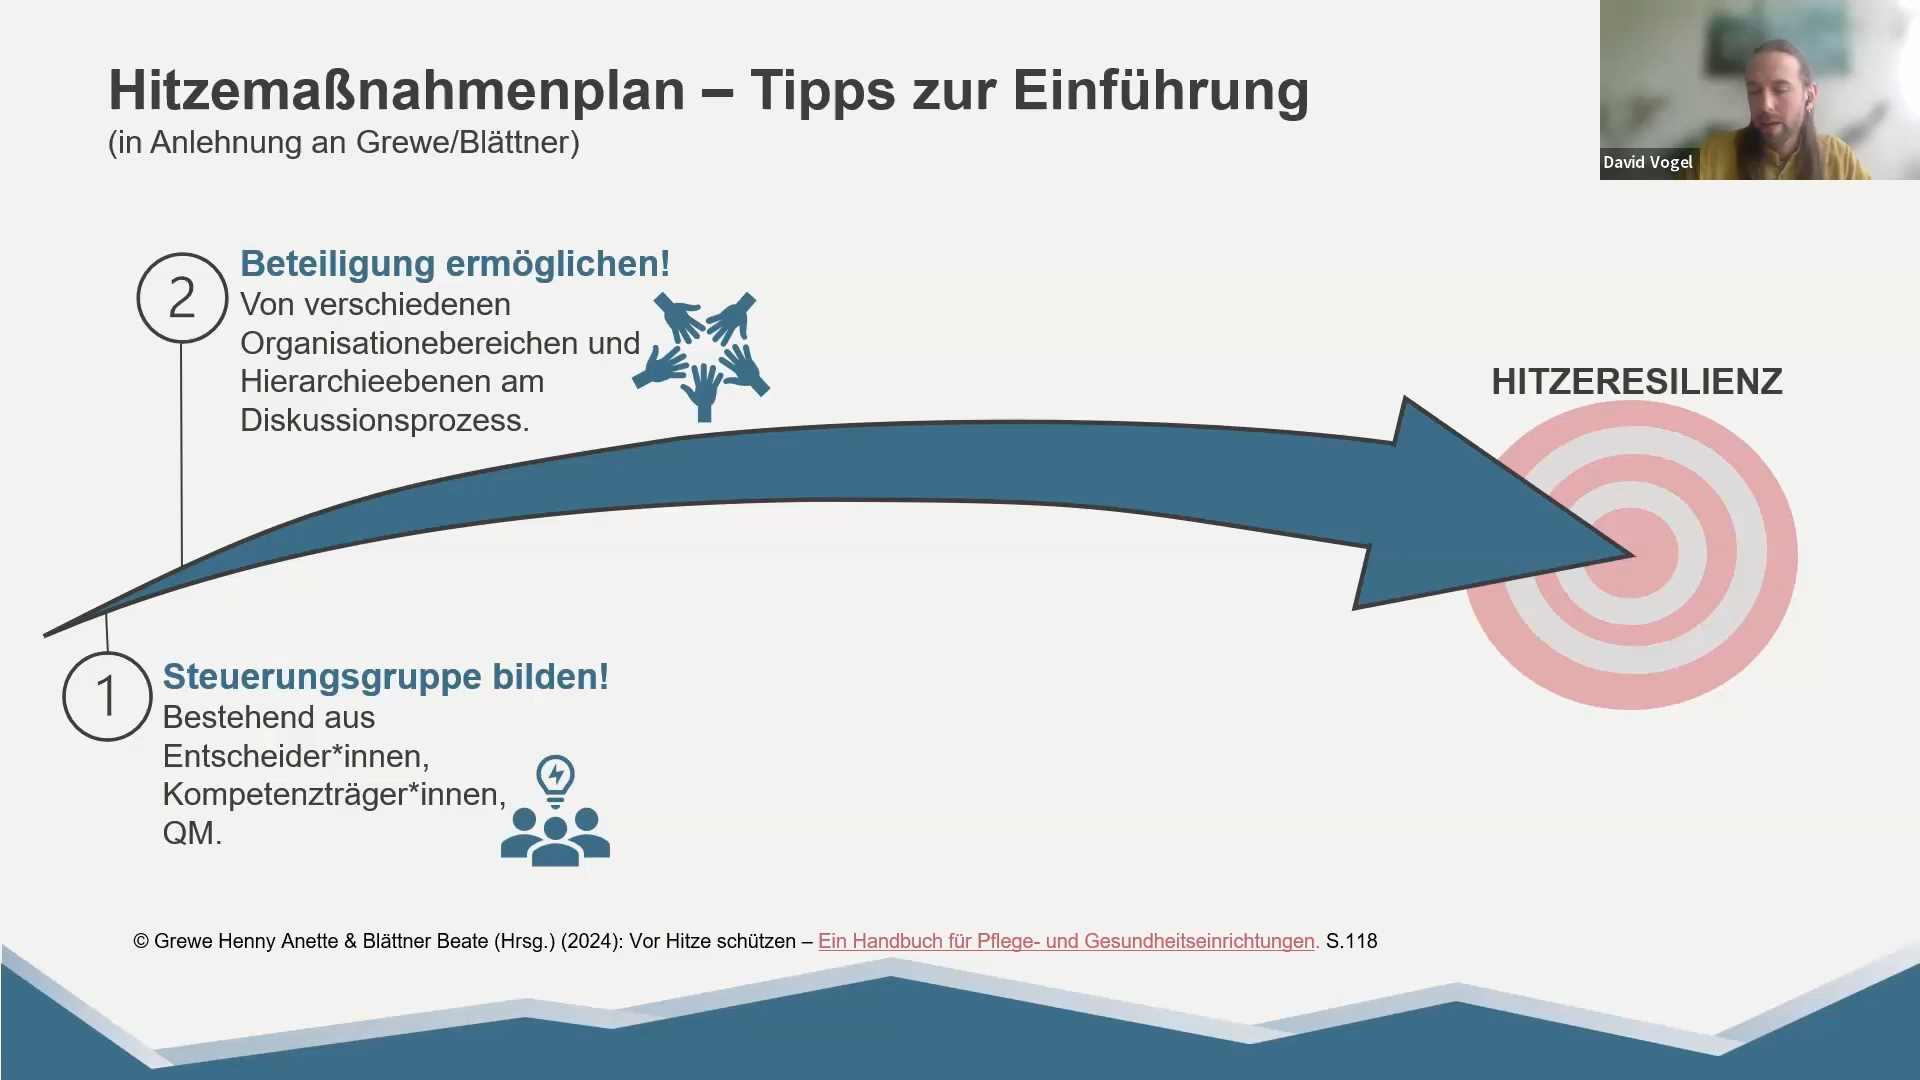 Hitzemaßnahmenplan – Tipps zur Einführung
(in Anlehnung an Grewe/Blättner)
David Vogel
2
Beteiligung ermöglichen!
Von verschiedenen
Organisationebereichen und
Hierarchieebenen am
Diskussionsprozess.
HITZERESILIENZ
1
Steuerungsgruppe bilden!
Bestehend aus
Entscheider*innen,
Kompetenzträger*innen,
QM.
© Grewe Henny Anette & Blättner Beate (Hrsg.) (2024): Vor Hitze schützen – Ein Handbuch für Pflege- und Gesundheitseinrichtungen. S.118